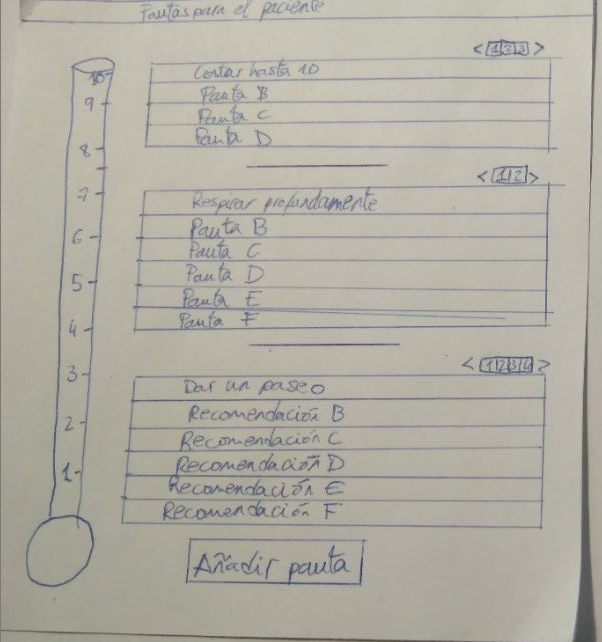 Pautas para el paciente
< 1 2 3 >
10
Contar hasta 10
9
Pauta B
Pauta C
8
Pauta D
< 1 2 >
7
Respirar profundamente
Pauta B
6
Pauta C
Pauta D
5
Pauta E
4
Pauta F
< 1 2 3 4 >
3
Dar un paseo
Recomendación B
2
Recomendación C
Recomendación D
1
Recomendación E
Recomendación F
Añadir pauta